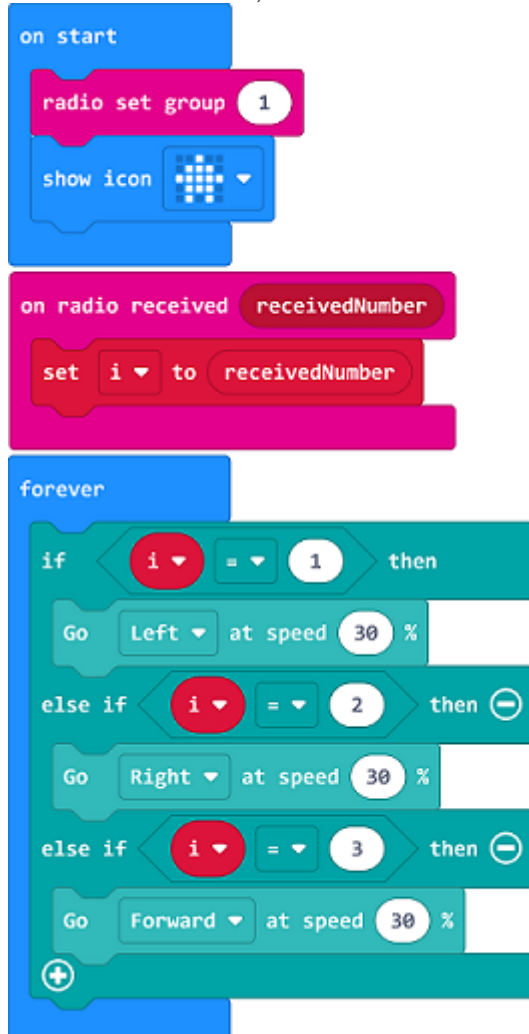 on start
radio set group 1
show icon
on radio received receivedNumber
set i to receivedNumber
forever
if i = 1 then
Go Left at speed 30 %
else if i = 2 then
Go Right at speed 30 %
else if i = 3 then
Go Forward at speed 30 %